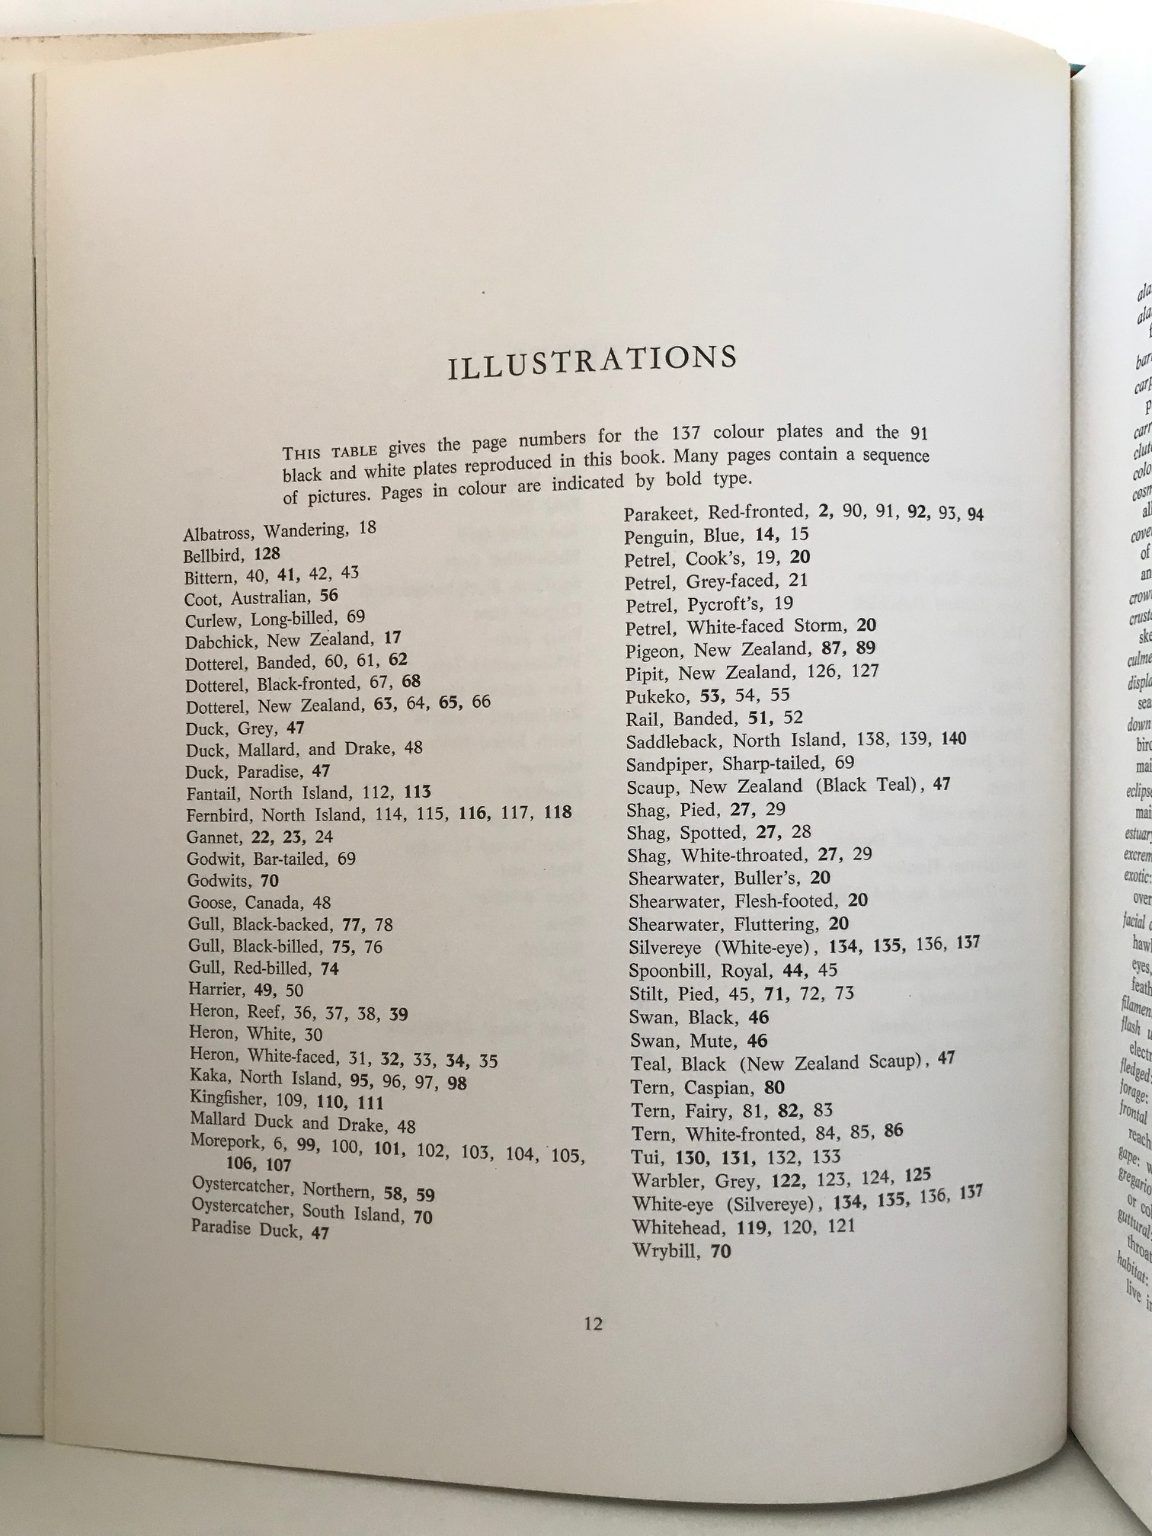 ILLUSTRATIONS
THIS TABLE gives the page numbers for the 137 colour plates and the 91
black and white plates reproduced in this book. Many pages contain a sequence
of pictures. Pages in colour are indicated by bold type.
Albatross, Wandering, 18
Bellbird, 128
Bittern, 40, 41, 42, 43
Coot, Australian, 56
Curlew, Long-billed, 69
Dabchick, New Zealand, 17
Dotterel, Banded, 60, 61, 62
Dotterel, Black-fronted, 67, 68
Dotterel, New Zealand, 63, 64, 65, 66
Duck, Grey, 47
Duck, Mallard, and Drake, 48
Duck, Paradise, 47
Fantail, North Island, 112, 113
Fernbird, North Island, 114, 115, 116, 117, 118
Gannet, 22, 23, 24
Godwit, Bar-tailed, 69
Godwits, 70
Goose, Canada, 48
Gull, Black-backed, 77, 78
Gull, Black-billed, 75, 76
Gull, Red-billed, 74
Harrier, 49, 50
Heron, Reef, 36, 37, 38, 39
Heron, White, 30
Heron, White-faced, 31, 32, 33, 34, 35
Kaka, North Island, 95, 96, 97, 98
Kingfisher, 109, 110, 111
Mallard Duck and Drake, 48
Morepork, 6, 99, 100, 101, 102, 103, 104, 105,
106, 107
Oystercatcher, Northern, 58, 59
Oystercatcher, South Island, 70
Paradise Duck, 47
Parakeet, Red-fronted, 2, 90, 91, 92, 93, 94
Penguin, Blue, 14, 15
Petrel, Cook's, 19, 20
Petrel, Grey-faced, 21
Petrel, Pycroft's, 19
Petrel, White-faced Storm, 20
Pigeon, New Zealand, 87, 89
Pipit, New Zealand, 126, 127
Pukeko, 53, 54, 55
Rail, Banded, 51, 52
Saddleback, North Island, 138, 139, 140
Sandpiper, Sharp-tailed, 69
Scaup, New Zealand (Black Teal), 47
Shag, Pied, 27, 29
Shag, Spotted, 27, 28
Shag, White-throated, 27, 29
Shearwater, Buller's, 20
Shearwater, Flesh-footed, 20
Shearwater, Fluttering, 20
Silvereye (White-eye), 134, 135, 136, 137
Spoonbill, Royal, 44, 45
Stilt, Pied, 45, 71, 72, 73
Swan, Black, 46
Swan, Mute, 46
Teal, Black (New Zealand Scaup), 47
Tern, Caspian, 80
Tern, Fairy, 81, 82, 83
Tern, White-fronted, 84, 85, 86
Tui, 130, 131, 132, 133
Warbler, Grey, 122, 123, 124, 125
White-eye (Silvereye), 134, 135, 136, 137
Whitehead, 119, 120, 121
Wrybill, 70
12